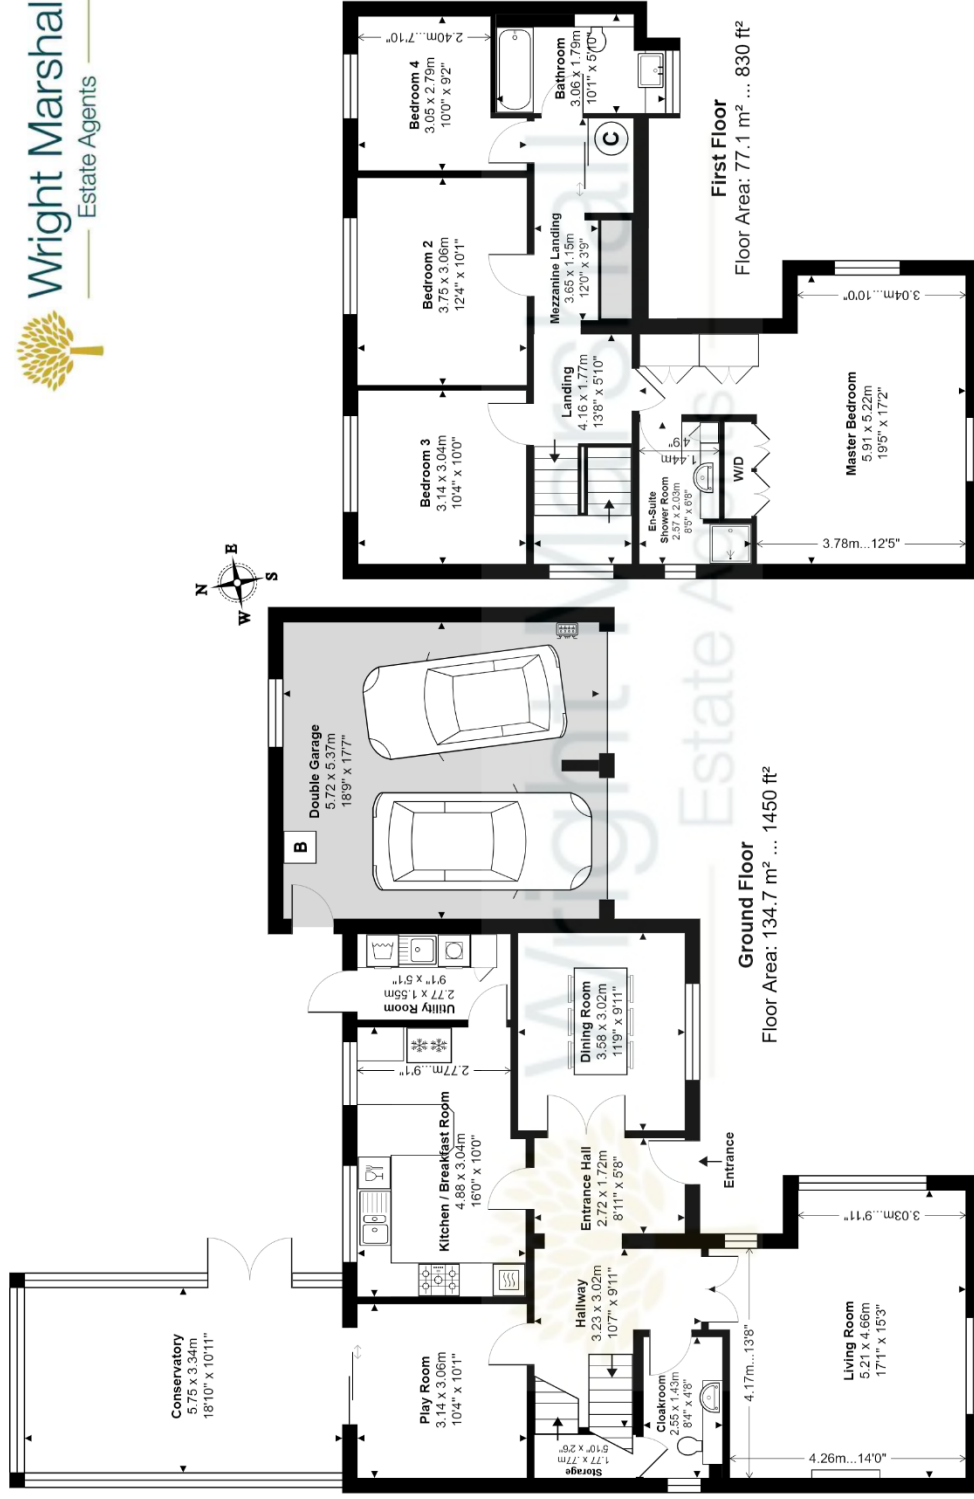 Wright Marshal
Estate Agents
Conservatory
5.75 x 3.34m
18'10" x 10'11"
Play Room
3.14 x 3.06m
10'4" x 10'1"
Kitchen / Breakfast Room
4.88 x 3.04m
16'0" x 10'0"
2.77m...9'1"
Utility Room
2.77 x 1.55m
9'1" x 5'1"
B
Double Garage
5.72 x 5.37m
18'9" x 17'7"
Storage
1.77 x .77m
5'10" x 2'6"
Hallway
3.23 x 3.02m
10'7" x 9'11"
Entrance Hall
2.72 x 1.72m
8'11" x 5'8"
Dining Room
3.58 x 3.02m
11'9" x 9'11"
Cloakroom
2.55 x 1.43m
8'4" x 4'8"
Entrance
4.17m...13'8"
Living Room
5.21 x 4.66m
17'1" x 15'3"
4.26m...14'0"
3.03m...9'11"
Ground Floor
Floor Area: 134.7 m² ... 1450 ft²
N
E
S
W
Bedroom 3
3.14 x 3.04m
10'4" x 10'0"
Bedroom 2
3.75 x 3.06m
12'4" x 10'1"
Bedroom 4
3.05 x 2.79m
10'0" x 9'2"
2.40m...7'10"
Bathroom
3.06 x 1.79m
10'1" x 5'10"
C
Landing
4.16 x 1.77m
13'8" x 5'10"
Mezzanine Landing
3.65 x 1.15m
12'0" x 3'9"
En-Suite
Shower Room
2.57 x 2.03m
8'5" x 6'8"
1.44m
4'9"
W/D
Master Bedroom
5.91 x 5.22m
19'5" x 17'2"
3.78m...12'5"
3.04m...10'0"
First Floor
Floor Area: 77.1 m² ... 830 ft²
Wright Marshall
Estate Agents